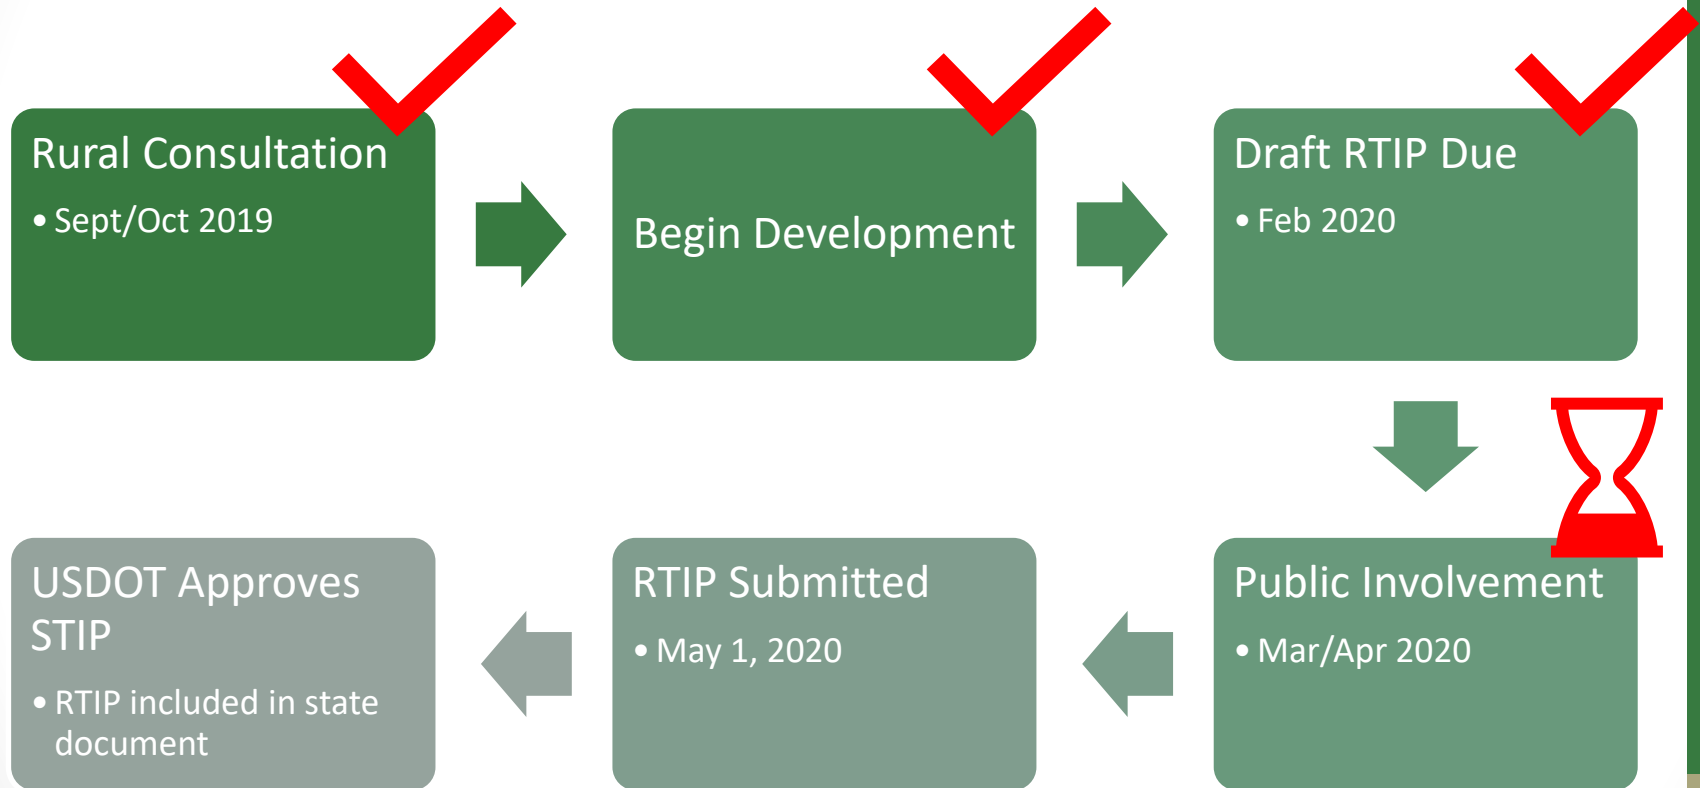 Rural Consultation
• Sept/Oct 2019
Begin Development
Draft RTIP Due
• Feb 2020
Public Involvement
• Mar/Apr 2020
RTIP Submitted
• May 1, 2020
USDOT Approves
STIP
• RTIP included in state
document